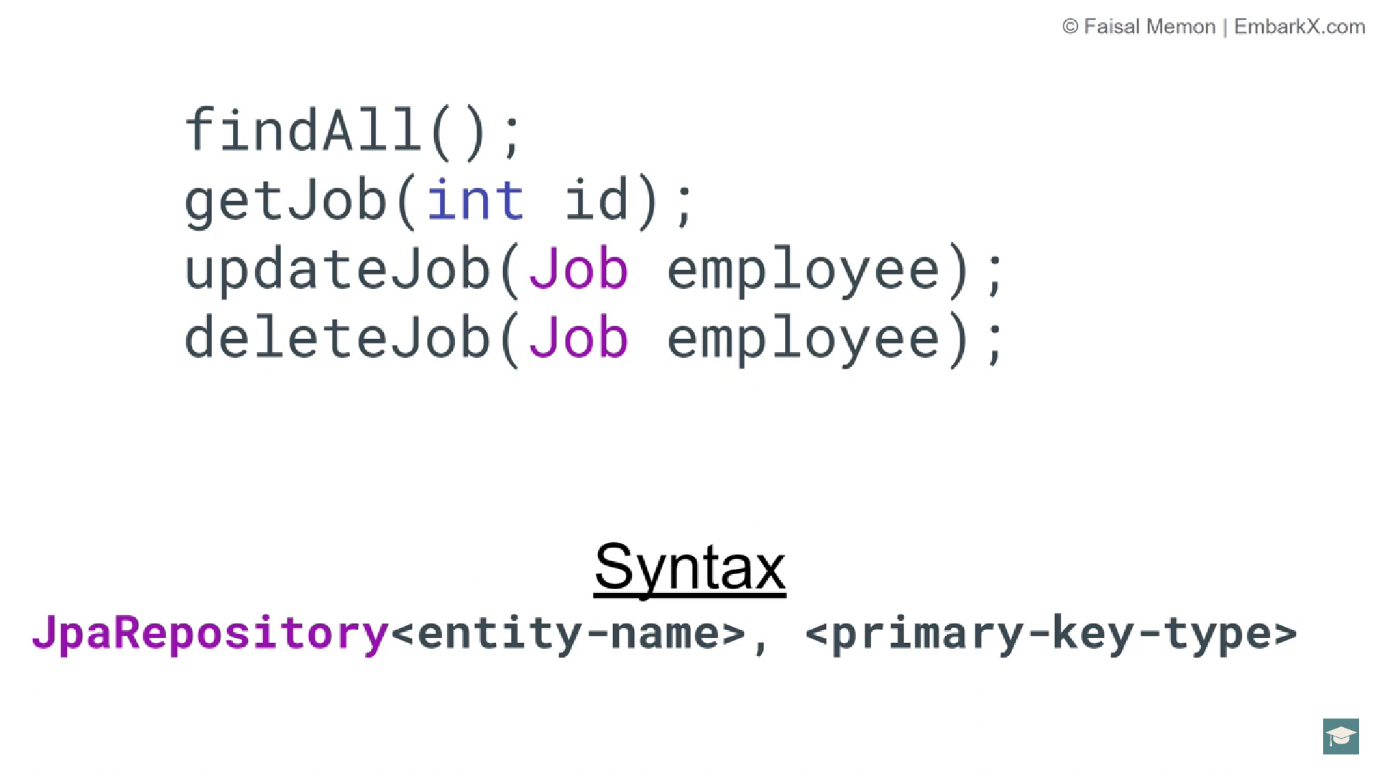 © Faisal Memon | EmbarkX.com
findAll();
getJob(int id);
updateJob(Job employee);
deleteJob(Job employee);
Syntax
JpaRepository<entity-name>, <primary-key-type>